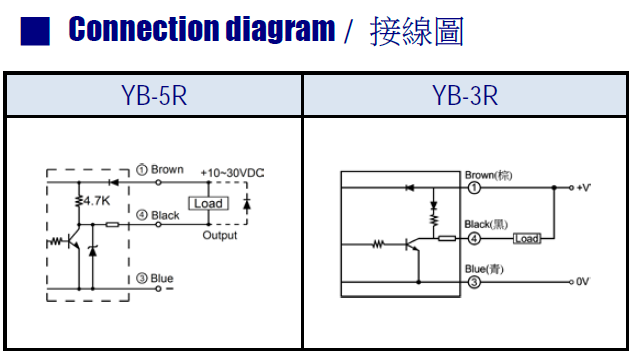 Connection diagram / 接線圖
YB-5R
YB-3R
① Brown +10~30VDC
4.7K
Load
④ Black
Output
③ Blue
Brown(棕)
① +V
Black(黑)
④ Load
Blue(青)
③ 0V